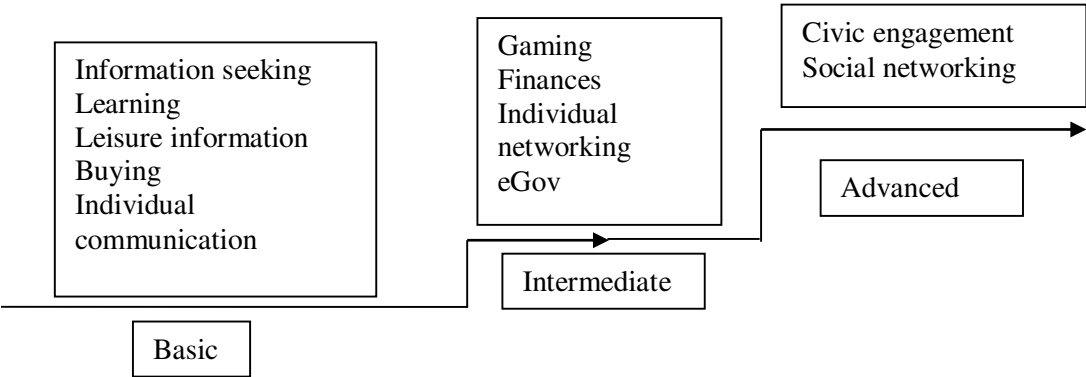 Information seeking
Learning
Leisure information
Buying
Individual
communication
Basic
Gaming
Finances
Individual
networking
eGov
Intermediate
Civic engagement
Social networking
Advanced